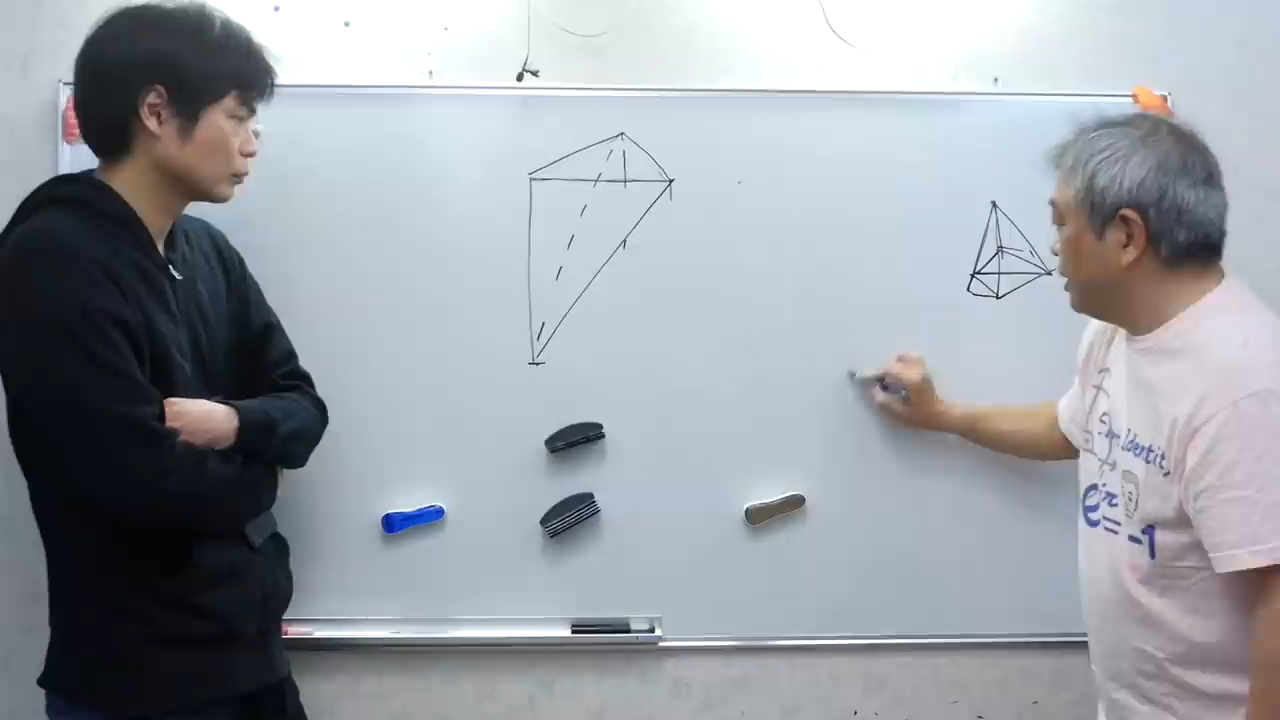 Identity
e^iπ
= -1